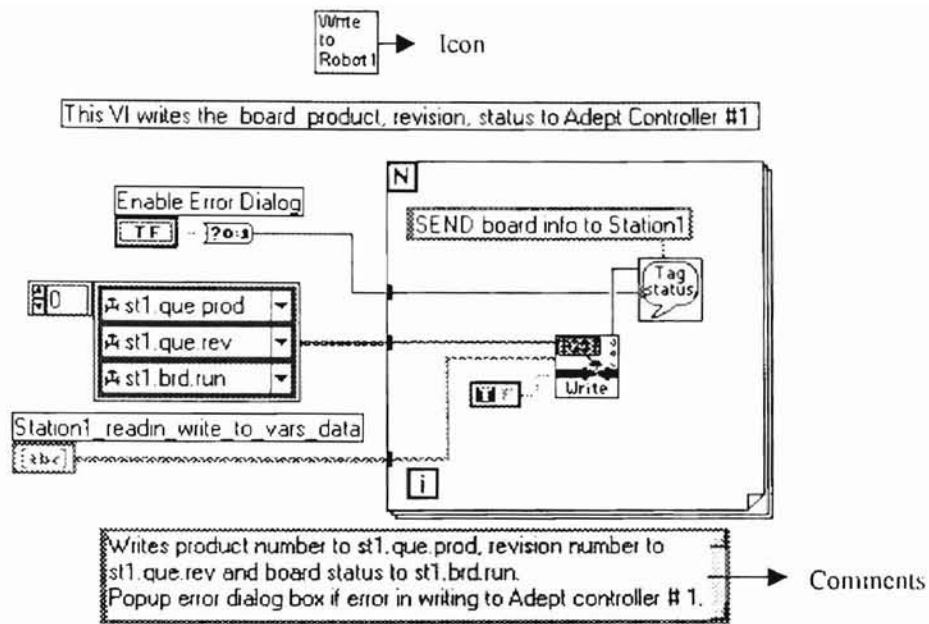 Write
to
Robot1
Icon
This VI writes the board product, revision, status to Adept Controller #1
N
Enable Error Dialog
SEND board info to Station1
TF
?0:1
Tag
status
0
st1.que.prod
st1.que.rev
st1.brd.run
Write
T F
Station1_readin_write_to_vars_data
abc
i
Writes product number to st1.que.prod, revision number to
st1.que.rev and board status to st1.brd.run.
Popup error dialog box if error in writing to Adept controller # 1.
Comments